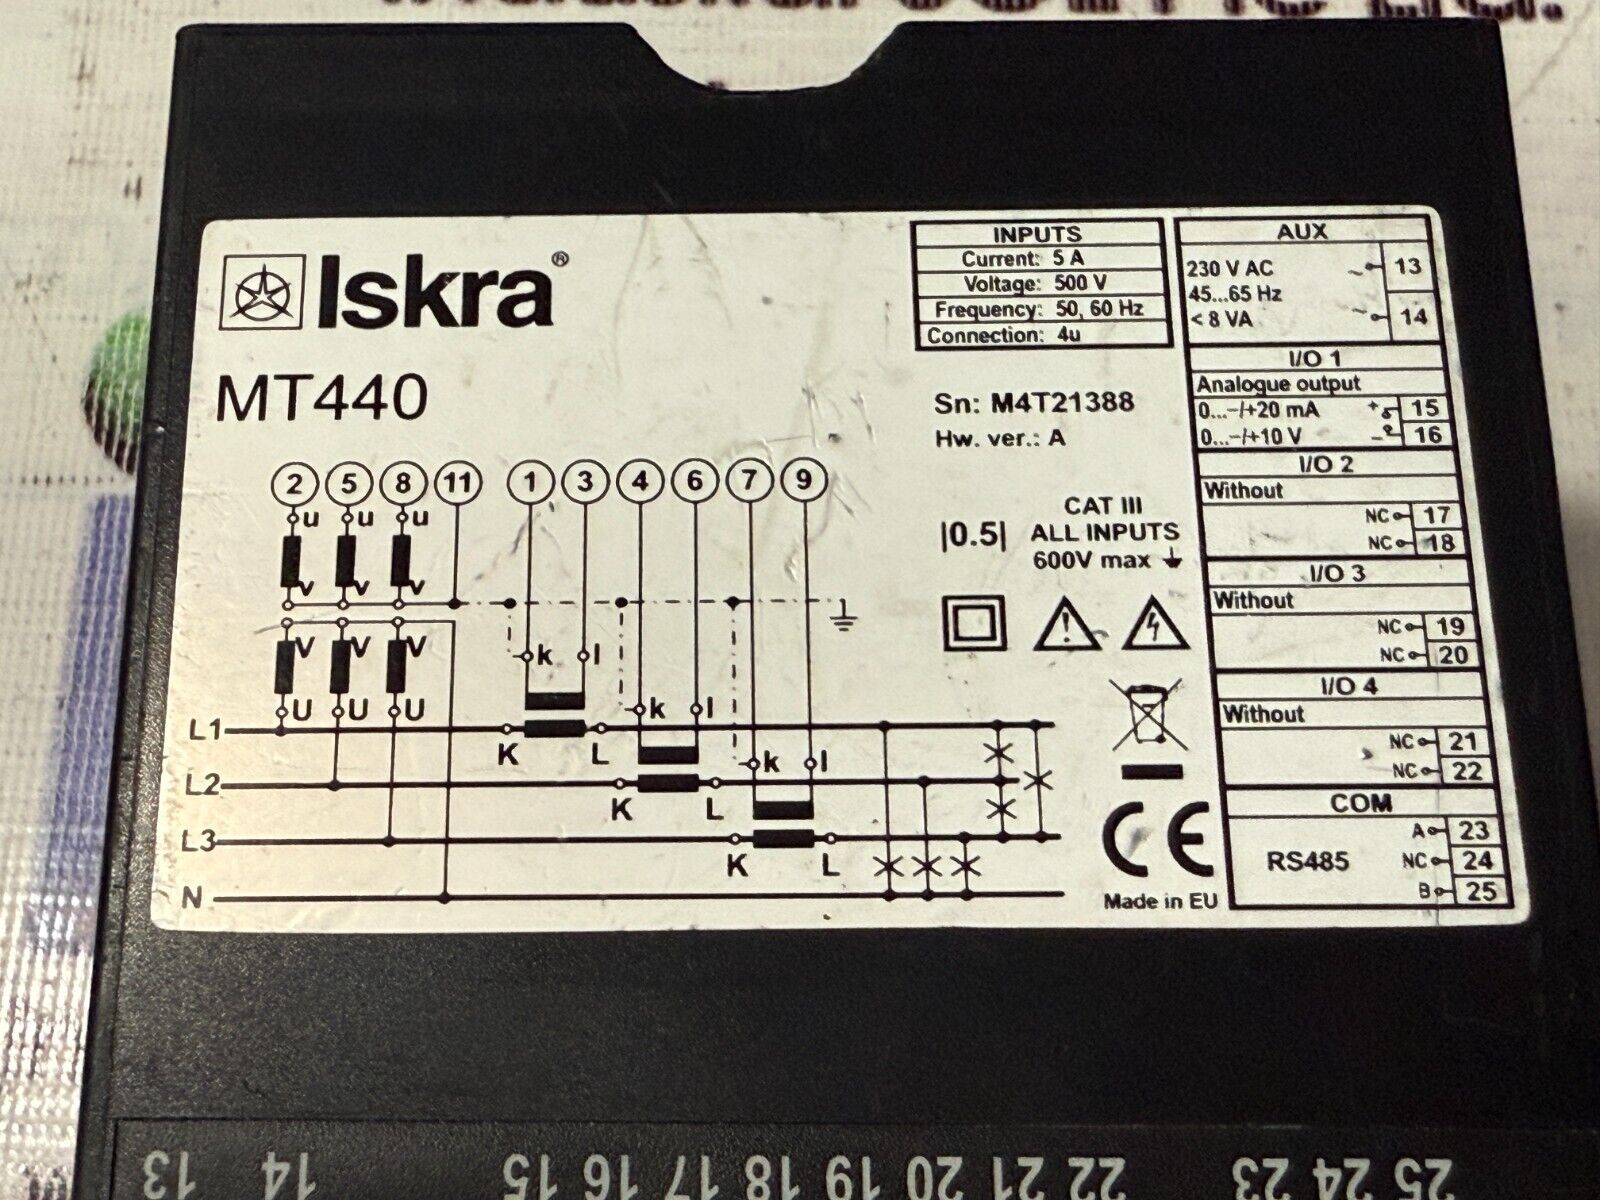 Iskra®
MT440
INPUTS
Current: 5 A
Voltage: 500 V
Frequency: 50, 60 Hz
Connection: 4u
Sn: M4T21388
Hw. ver.: A
|0.5|
CAT III
ALL INPUTS
600V max
Made in EU
AUX
230 V AC
45...65 Hz
< 8 VA
~ 13
~ 14
I/O 1
Analogue output
0...-/+20 mA + 15
0...-/+10 V - 16
I/O 2
Without
NC 17
NC 18
I/O 3
Without
NC 19
NC 20
I/O 4
Without
NC 21
NC 22
COM
RS485
A 23
NC 24
B 25
2 5 8 11 1 3 4 6 7 9
u u u
v v v
k l
V V V
U U U
k l
L1
K L
k l
L2
K L
L3
K L
N
CE
13 14 15 16 17 18 19 20 21 22 23 24 25